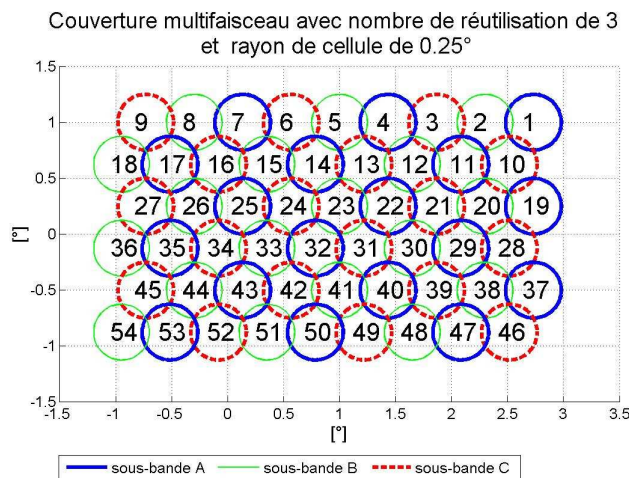 Couverture multifaisceau avec nombre de réutilisation de 3
et rayon de cellule de 0.25°
1.5
9 8 7 6 5 4 3 2 1
1
18 17 16 15 14 13 12 11 10
0.5
27 26 25 24 23 22 21 20 19
[°]
0
36 35 34 33 32 31 30 29 28
-0.5
45 44 43 42 41 40 39 38 37
-1
54 53 52 51 50 49 48 47 46
-1.5
-1.5 -1 -0.5 0 0.5 1 1.5 2 2.5 3 3.5
[°]
sous-bande A sous-bande B sous-bande C